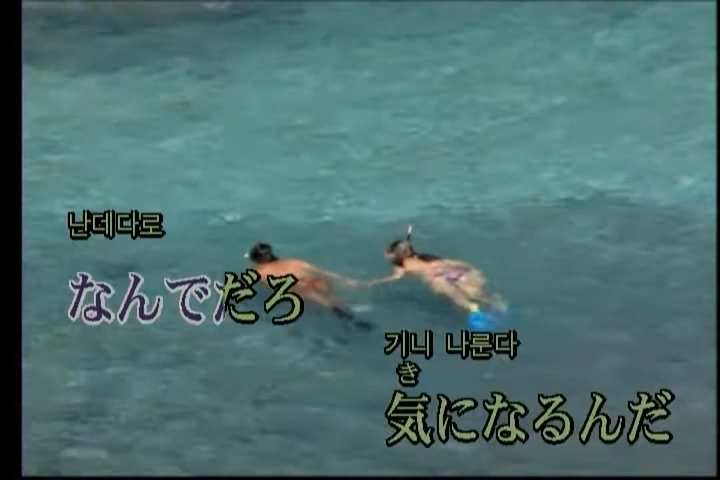 난데다로
なんでだろ
기니 나룬다
き
気になるんだ